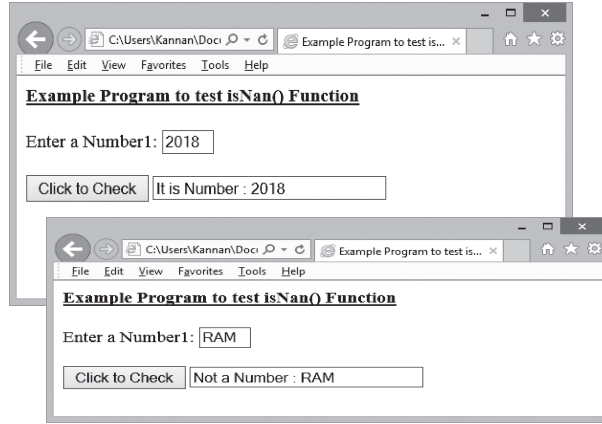 C:\Users\Kannan\Doci
Example Program to test is...
File Edit View Favorites Tools Help
Example Program to test isNan() Function
Enter a Number1: 2018
Click to Check It is Number : 2018
C:\Users\Kannan\Doci
Example Program to test is...
File Edit View Favorites Tools Help
Example Program to test isNan() Function
Enter a Number1: RAM
Click to Check Not a Number : RAM